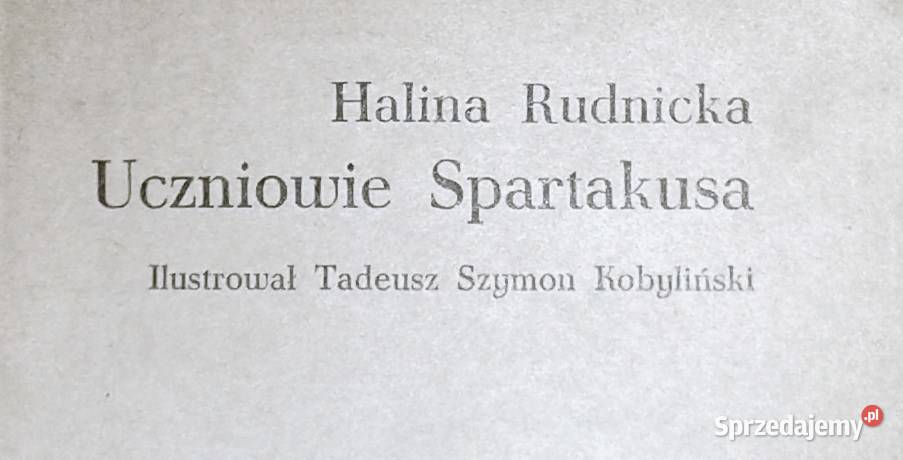 Halina Rudnicka
Uczniowie Spartakusa
Ilustrował Tadeusz Szymon Kobyliński
Sprzedajemy.pl